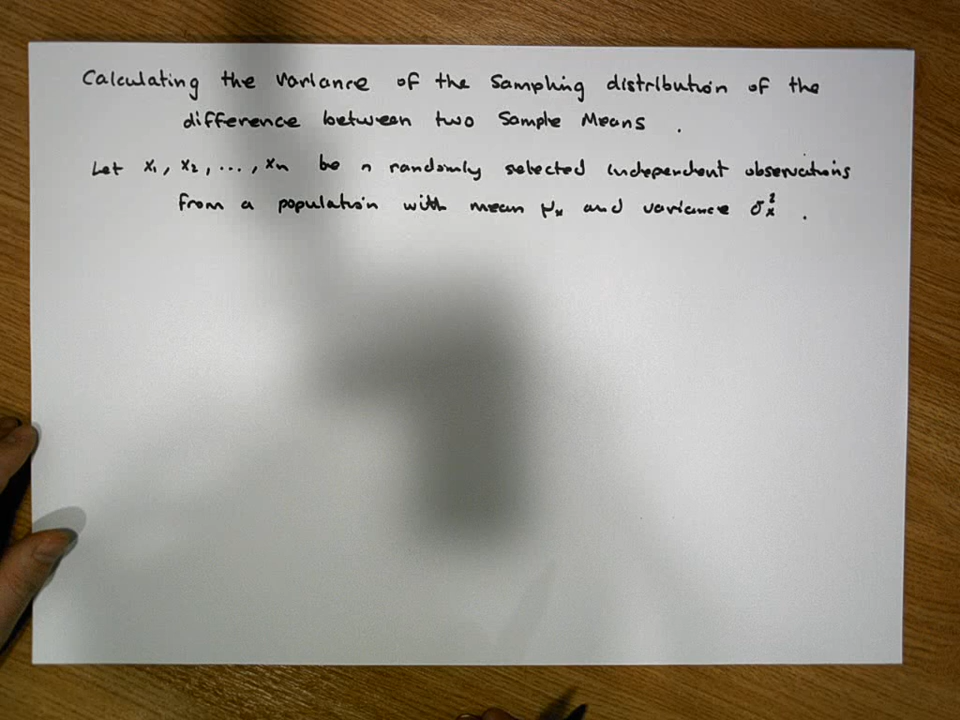 Calculating the variance of the sampling distribution of the
difference between two sample means .
Let x₁, x₂, ..., xn be n randomly selected independent observations
from a population with mean μₓ and variance σₓ² .